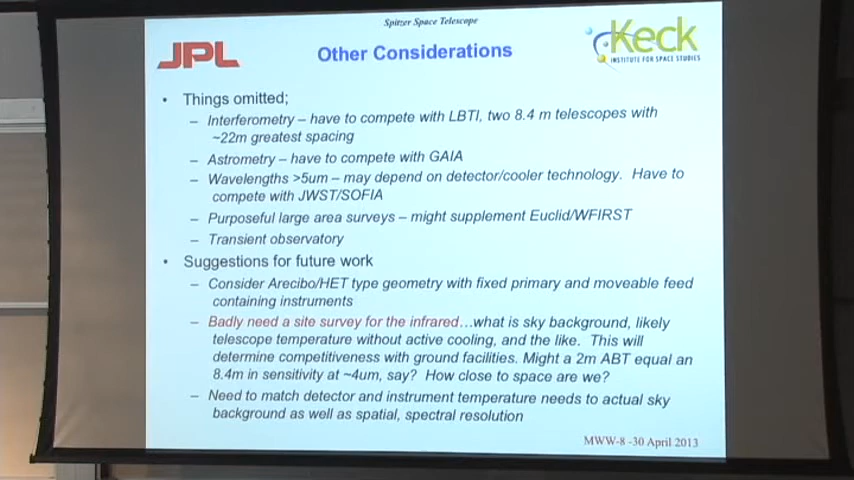 Spitzer Space Telescope
JPL
Other Considerations
Keck
INSTITUTE FOR SPACE STUDIES
• Things omitted;
– Interferometry – have to compete with LBTI, two 8.4 m telescopes with
~22m greatest spacing
– Astrometry – have to compete with GAIA
– Wavelengths >5um – may depend on detector/cooler technology. Have to
compete with JWST/SOFIA
– Purposeful large area surveys – might supplement Euclid/WFIRST
– Transient observatory
• Suggestions for future work
– Consider Arecibo/HET type geometry with fixed primary and moveable feed
containing instruments
– Badly need a site survey for the infrared…what is sky background, likely
telescope temperature without active cooling, and the like. This will
determine competitiveness with ground facilities. Might a 2m ABT equal an
8.4m in sensitivity at ~4um, say? How close to space are we?
– Need to match detector and instrument temperature needs to actual sky
background as well as spatial, spectral resolution
MWW-8 -30 April 2013